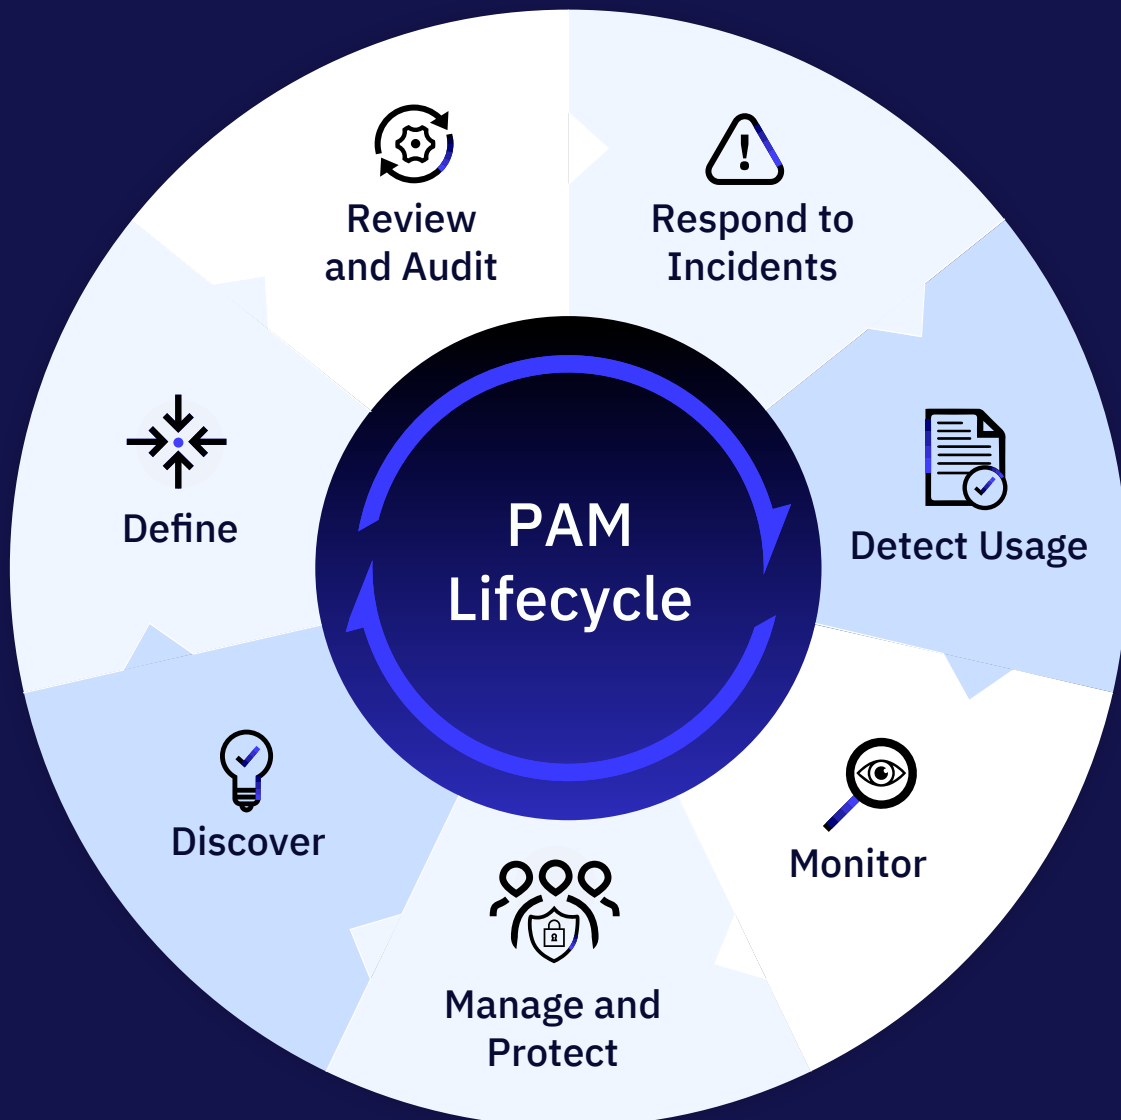 Review
and Audit
Respond to
Incidents
Define
Detect Usage
PAM
Lifecycle
Discover
Monitor
Manage and
Protect